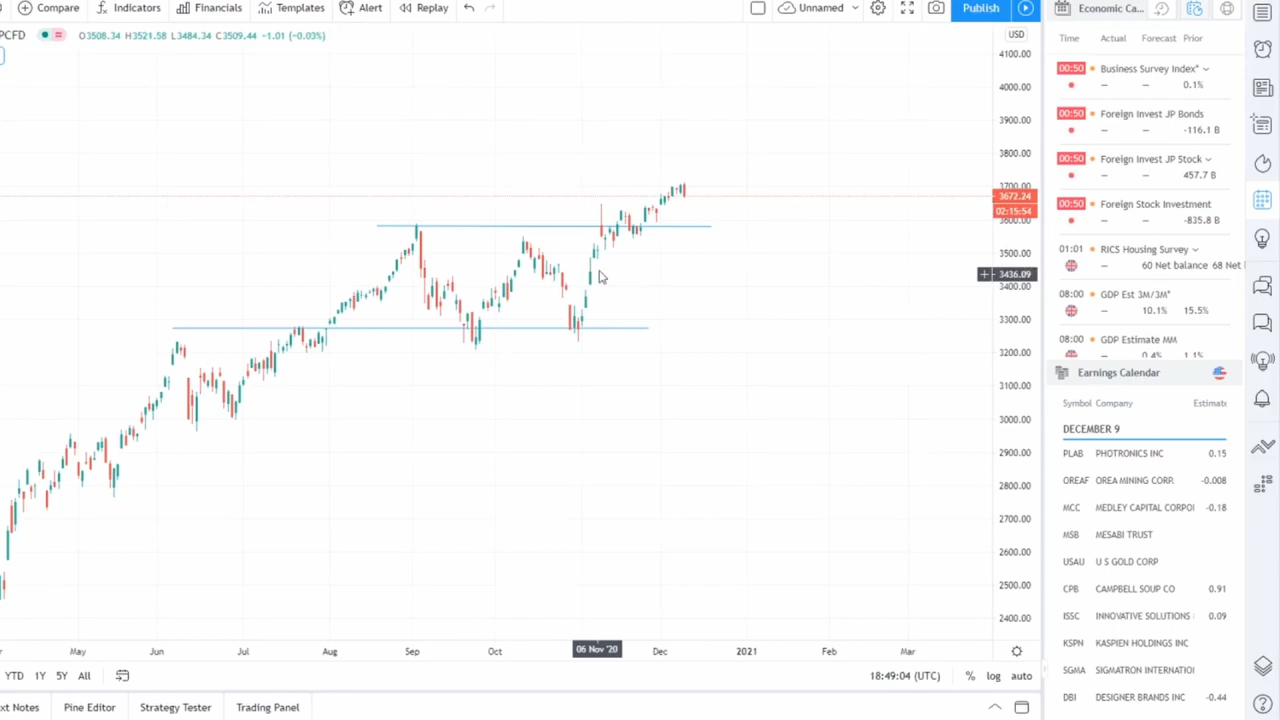 Compare Indicators Financials Templates Alert Replay Unnamed Publish
PCFD O3508.34 H3521.58 L3484.34 C3509.44 -1.01 (-0.03%)
USD
4100.00
4000.00
3900.00
3800.00
3700.00
3672.24
02:15:54
3600.00
3500.00
3436.09
3400.00
3300.00
3200.00
3100.00
3000.00
2900.00
2800.00
2700.00
2600.00
2500.00
2400.00
May Jun Jul Aug Sep Oct 06 Nov '20 Dec 2021 Feb Mar
YTD 1Y 5Y All 18:49:04 (UTC) % log auto
xt Notes Pine Editor Strategy Tester Trading Panel
Economic Ca...
Time Actual Forecast Prior
00:50 Business Survey Index*
— — 0.1%
00:50 Foreign Invest JP Bonds
— — -116.1 B
00:50 Foreign Invest JP Stock
— — 457.7 B
00:50 Foreign Stock Investment
— — -835.8 B
01:01 RICS Housing Survey
— 60 Net balance 68 Net
08:00 GDP Est 3M/3M*
— 10.1% 15.5%
08:00 GDP Estimate MM
— 0.4% 1.1%
Earnings Calendar
Symbol Company Estimate
DECEMBER 9
PLAB PHOTRONICS INC 0.15
OREAF OREA MINING CORP. -0.008
MCC MEDLEY CAPITAL CORPOI -0.18
MSB MESABI TRUST
USAU U S GOLD CORP
CPB CAMPBELL SOUP CO 0.91
ISSC INNOVATIVE SOLUTIONS 0.09
KSPN KASPIEN HOLDINGS INC
SGMA SIGMATRON INTERNATIOI
DBI DESIGNER BRANDS INC -0.44